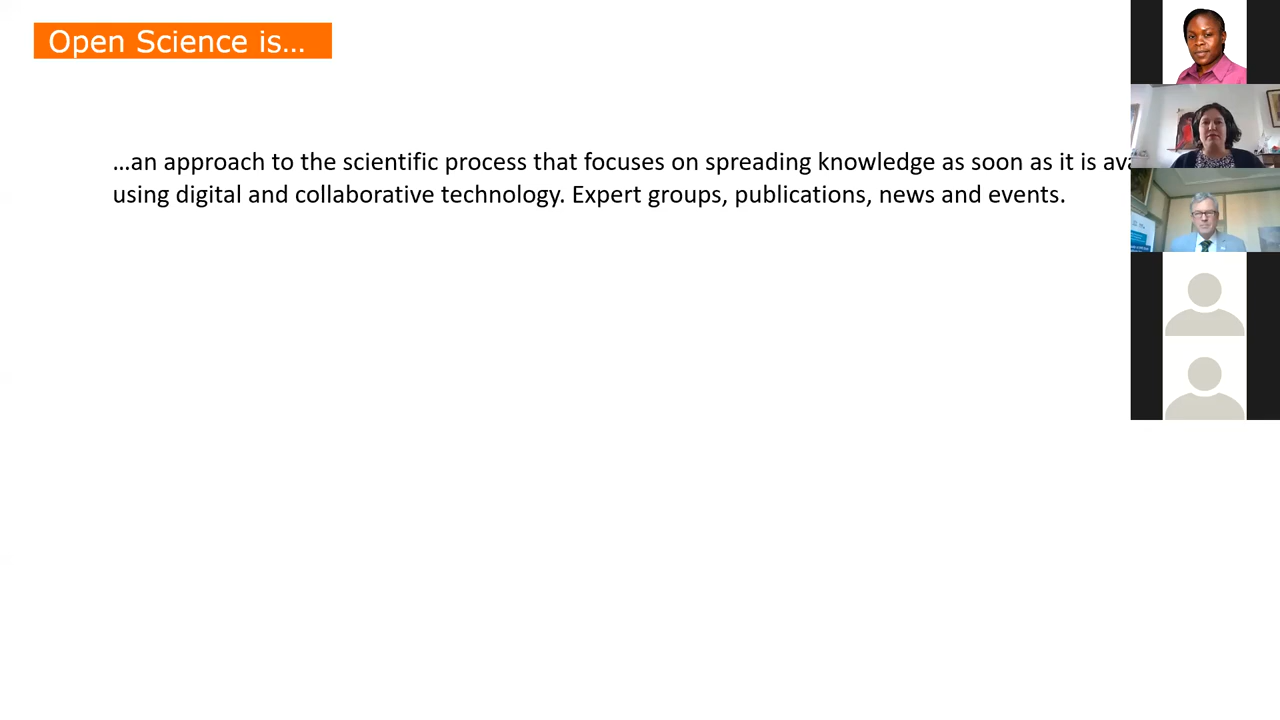 Open Science is…
…an approach to the scientific process that focuses on spreading knowledge as soon as it is
using digital and collaborative technology. Expert groups, publications, news and events.